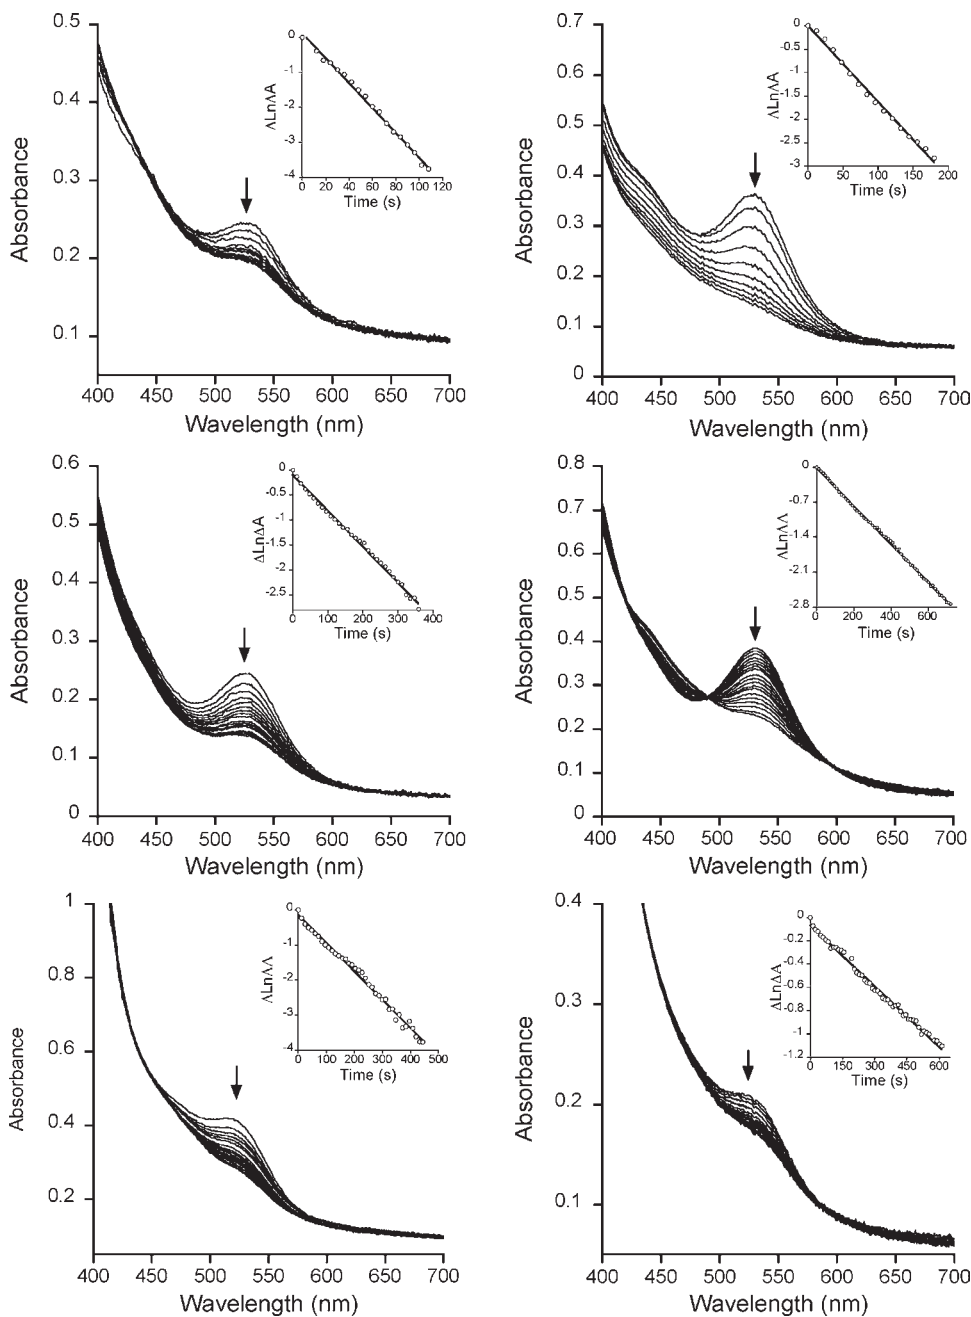 0.5
0.4
0.3
0.2
0.1
Absorbance
400 450 500 550 600 650 700
Wavelength (nm)
0
-1
-2
-3
-4
ΔLnΔA
0 20 40 60 80 100 120
Time (s)
0.7
0.6
0.5
0.4
0.3
0.2
0.1
0
Absorbance
400 450 500 550 600 650 700
Wavelength (nm)
0
-0.5
-1
-1.5
-2
-2.5
-3
ΔLnΔA
0 50 100 150 200
Time (s)
0.6
0.5
0.4
0.3
0.2
0.1
0
Absorbance
400 450 500 550 600 650 700
Wavelength (nm)
0
-0.5
-1
-1.5
-2
-2.5
ΔLnΔA
0 100 200 300 400
Time (s)
0.8
0.7
0.6
0.5
0.4
0.3
0.2
0.1
0
Absorbance
400 450 500 550 600 650 700
Wavelength (nm)
0
-0.7
-1.4
-2.1
-2.8
ΔLnΔA
0 200 400 600
Time (s)
1
0.8
0.6
0.4
0.2
Absorbance
400 450 500 550 600 650 700
Wavelength (nm)
0
-1
-2
-3
-4
ΔLnΔA
0 100 200 300 400 500
Time (s)
0.4
0.3
0.2
0.1
Absorbance
400 450 500 550 600 650 700
Wavelength (nm)
0
-0.2
-0.4
-0.6
-0.8
-1
-1.2
ΔLnΔA
0 150 300 450 600
Time (s)